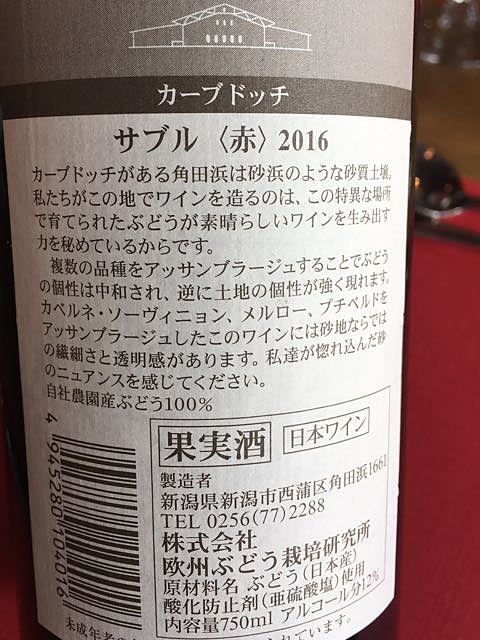 カーブドッチ
サブル〈赤〉2016
カーブドッチがある角田浜は砂浜のような砂質土壌。
私たちがこの地でワインを造るのは、この特異な場所
で育てられたぶどうが素晴らしいワインを生み出す
力を秘めているからです。
複数の品種をアッサンブラージュすることでぶどう
の個性は中和され、逆に土地の個性が強く現れます。
カベルネ・ソーヴィニョン、メルロー、プチベルドを
アッサンブラージュしたこのワインには砂地ならでは
の繊細さと透明感があります。私達が惚れ込んだ砂
のニュアンスを感じてください。
自社農園産ぶどう100%
4 945280 104016
果実酒
日本ワイン
製造者
新潟県新潟市西蒲区角田浜1661
TEL 0256(77)2288
株式会社
欧州ぶどう栽培研究所
原材料名 ぶどう(日本産)
酸化防止剤(亜硫酸塩)使用
内容量750ml アルコール分12%
未成年者の
されています。